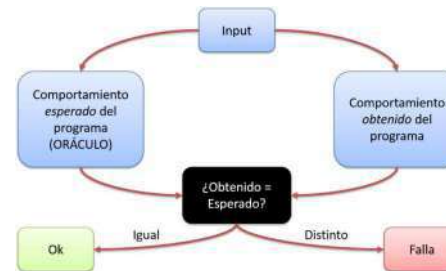 Input
Comportamiento
esperado del
programa
(ORÁCULO)
Comportamiento
obtenido del
programa
¿Obtenido =
Esperado?
Igual
Distinto
Ok
Falla